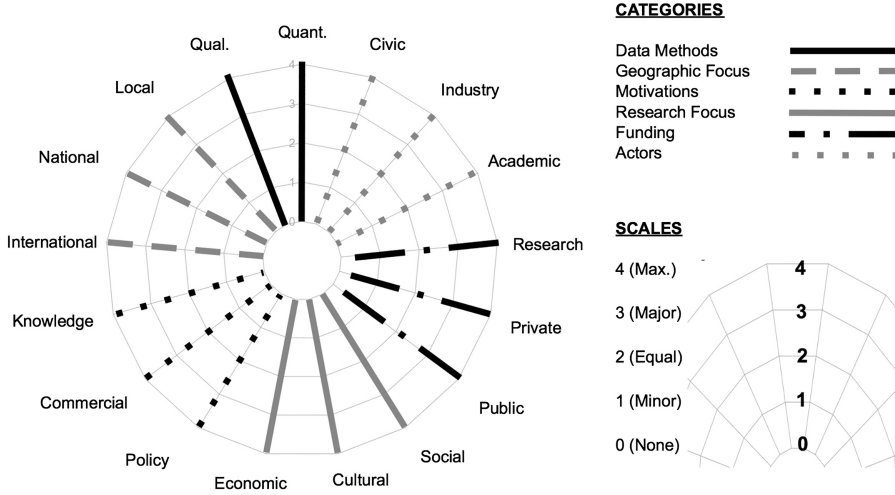 Quant.
Qual.
Civic
Local
Industry
National
Academic
International
Research
Knowledge
Private
Commercial
Public
Policy
Social
Economic
Cultural
4
3
2
1
0
CATEGORIES
Data Methods
Geographic Focus
Motivations
Research Focus
Funding
Actors
SCALES
4 (Max.)
4
3 (Major)
3
2 (Equal)
2
1 (Minor)
1
0 (None)
0